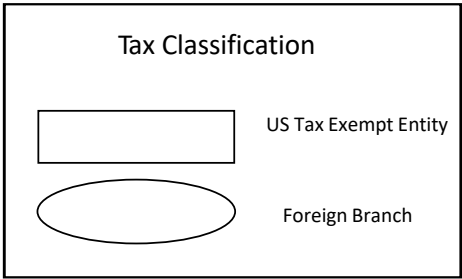 Tax Classification
US Tax Exempt Entity
Foreign Branch